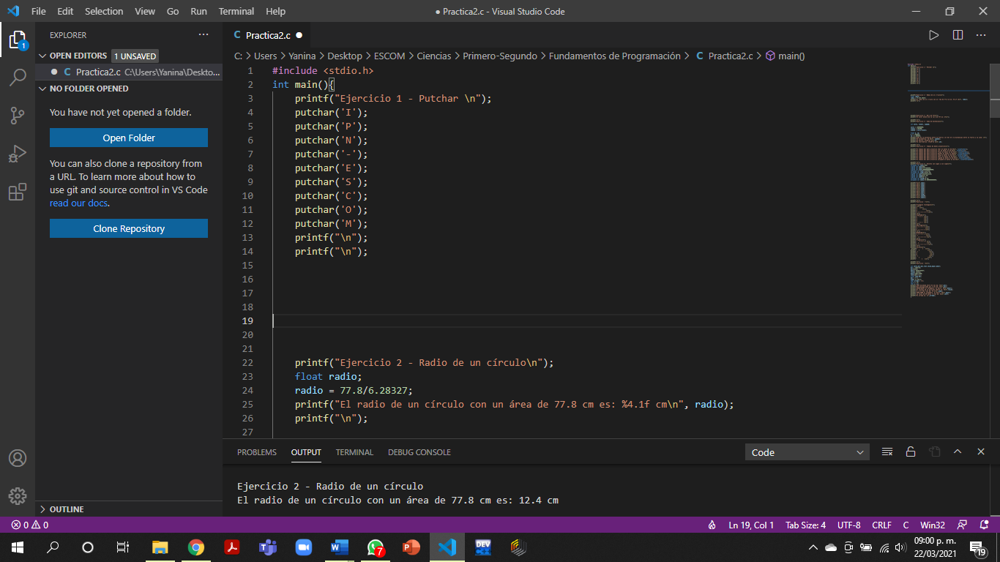 File Edit Selection View Go Run Terminal Help
● Practica2.c - Visual Studio Code
EXPLORER
OPEN EDITORS 1 UNSAVED
Practica2.c C:\Users\Yanina\Deskto...
NO FOLDER OPENED
You have not yet opened a folder.
Open Folder
You can also clone a repository from
a URL. To learn more about how to
use git and source control in VS Code
read our docs.
Clone Repository
OUTLINE
1
C Practica2.c
C: > Users > Yanina > Desktop > ESCOM > Ciencias > Primero-Segundo > Fundamentos de Programación > C Practica2.c > main()
1 #include <stdio.h>
2 int main(){
3     printf("Ejercicio 1 - Putchar \n");
4     putchar('I');
5     putchar('P');
6     putchar('N');
7     putchar('-');
8     putchar('E');
9     putchar('S');
10     putchar('C');
11     putchar('O');
12     putchar('M');
13     printf("\n");
14     printf("\n");
15
16
17
18
19
20
21
22     printf("Ejercicio 2 - Radio de un círculo\n");
23     float radio;
24     radio = 77.8/6.28327;
25     printf("El radio de un círculo con un área de 77.8 cm es: %4.1f cm\n", radio);
26     printf("\n");
27
PROBLEMS OUTPUT TERMINAL DEBUG CONSOLE
Code
Ejercicio 2 - Radio de un círculo
El radio de un círculo con un área de 77.8 cm es: 12.4 cm
0 0
Ln 19, Col 1 Tab Size: 4 UTF-8 CRLF C Win32
7
DEV
09:00 p. m.
22/03/2021
19